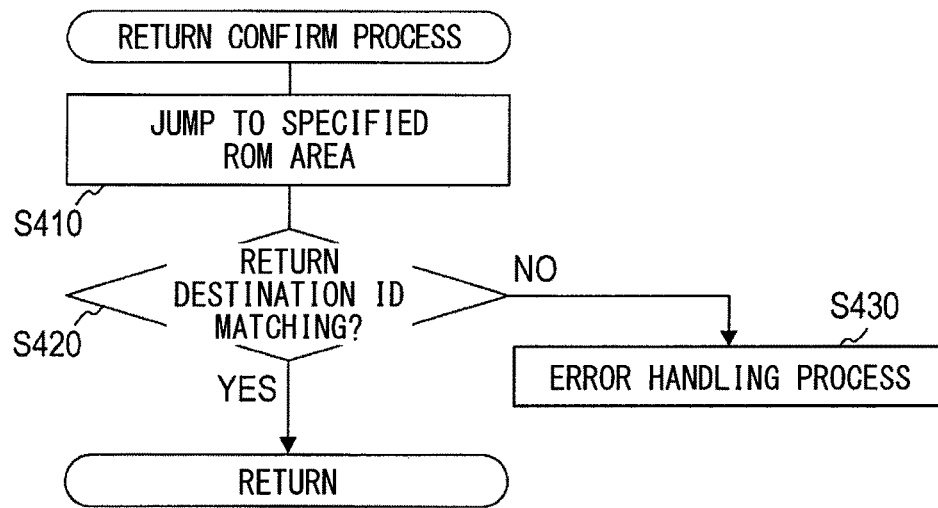 RETURN CONFIRM PROCESS
JUMP TO SPECIFIED
ROM AREA
S410
RETURN
DESTINATION ID
MATCHING?
S420
NO
S430
ERROR HANDLING PROCESS
YES
RETURN